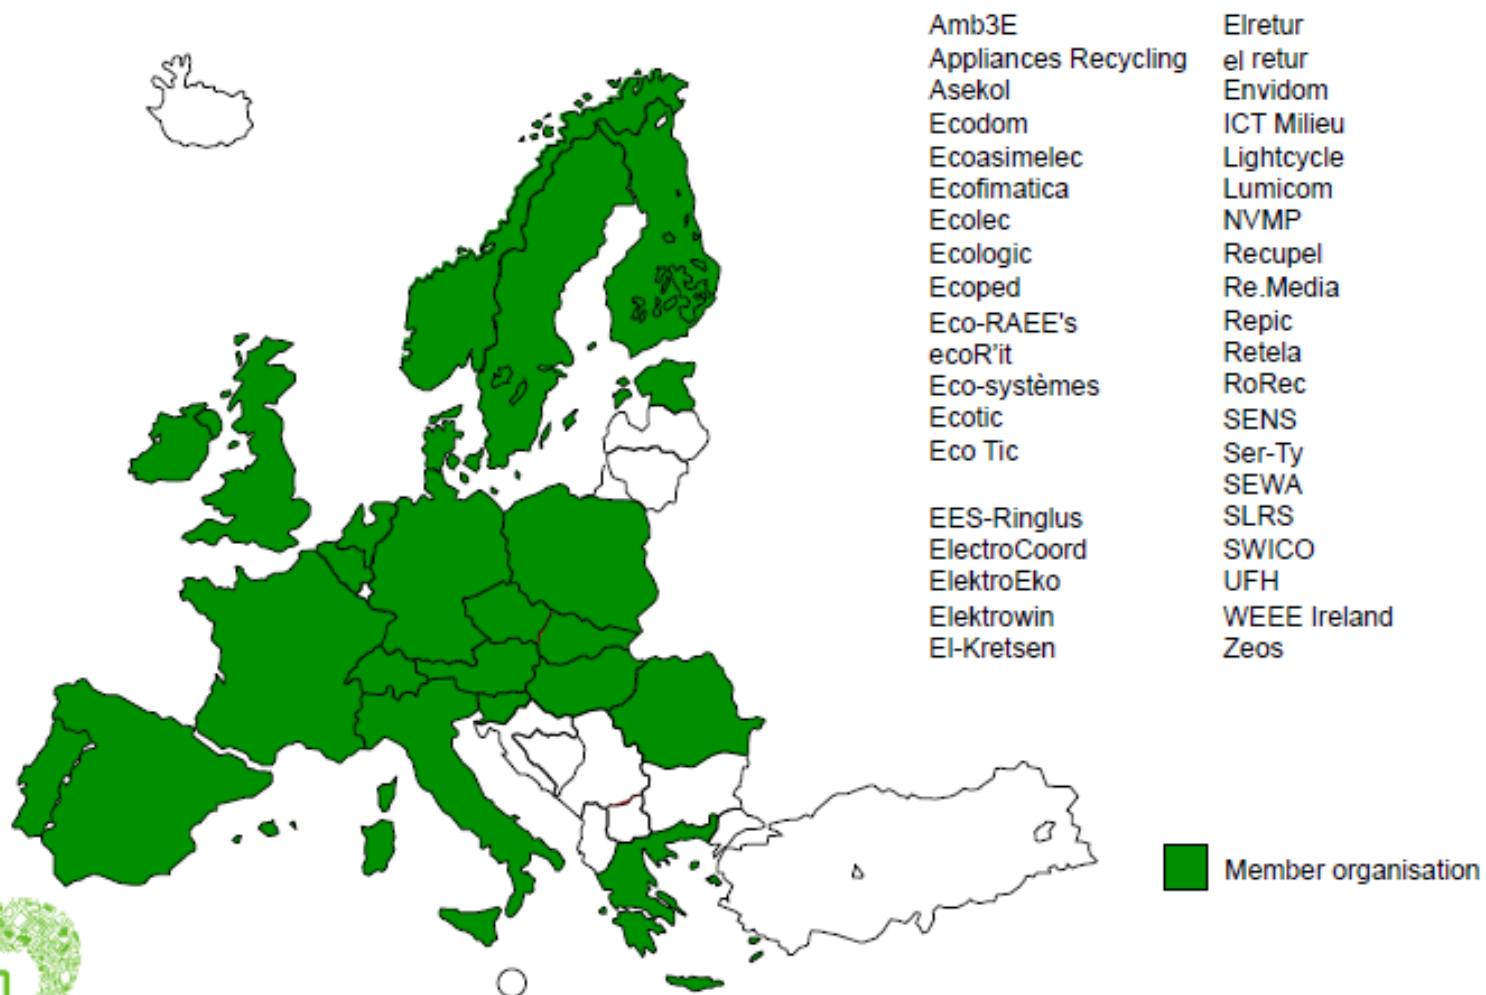 Amb3E
Appliances Recycling
Asekol
Ecodom
Ecoasimelec
Ecofimatica
Ecolec
Ecologic
Ecoped
Eco-RAEE's
ecoR'it
Eco-systèmes
Ecotic
Eco Tic
EES-Ringlus
ElectroCoord
ElektroEko
Elektrowin
El-Kretsen
Elretur
el retur
Envidom
ICT Milieu
Lightcycle
Lumicom
NVMP
Recupel
Re.Media
Repic
Retela
RoRec
SENS
Ser-Ty
SEWA
SLRS
SWICO
UFH
WEEE Ireland
Zeos
Member organisation